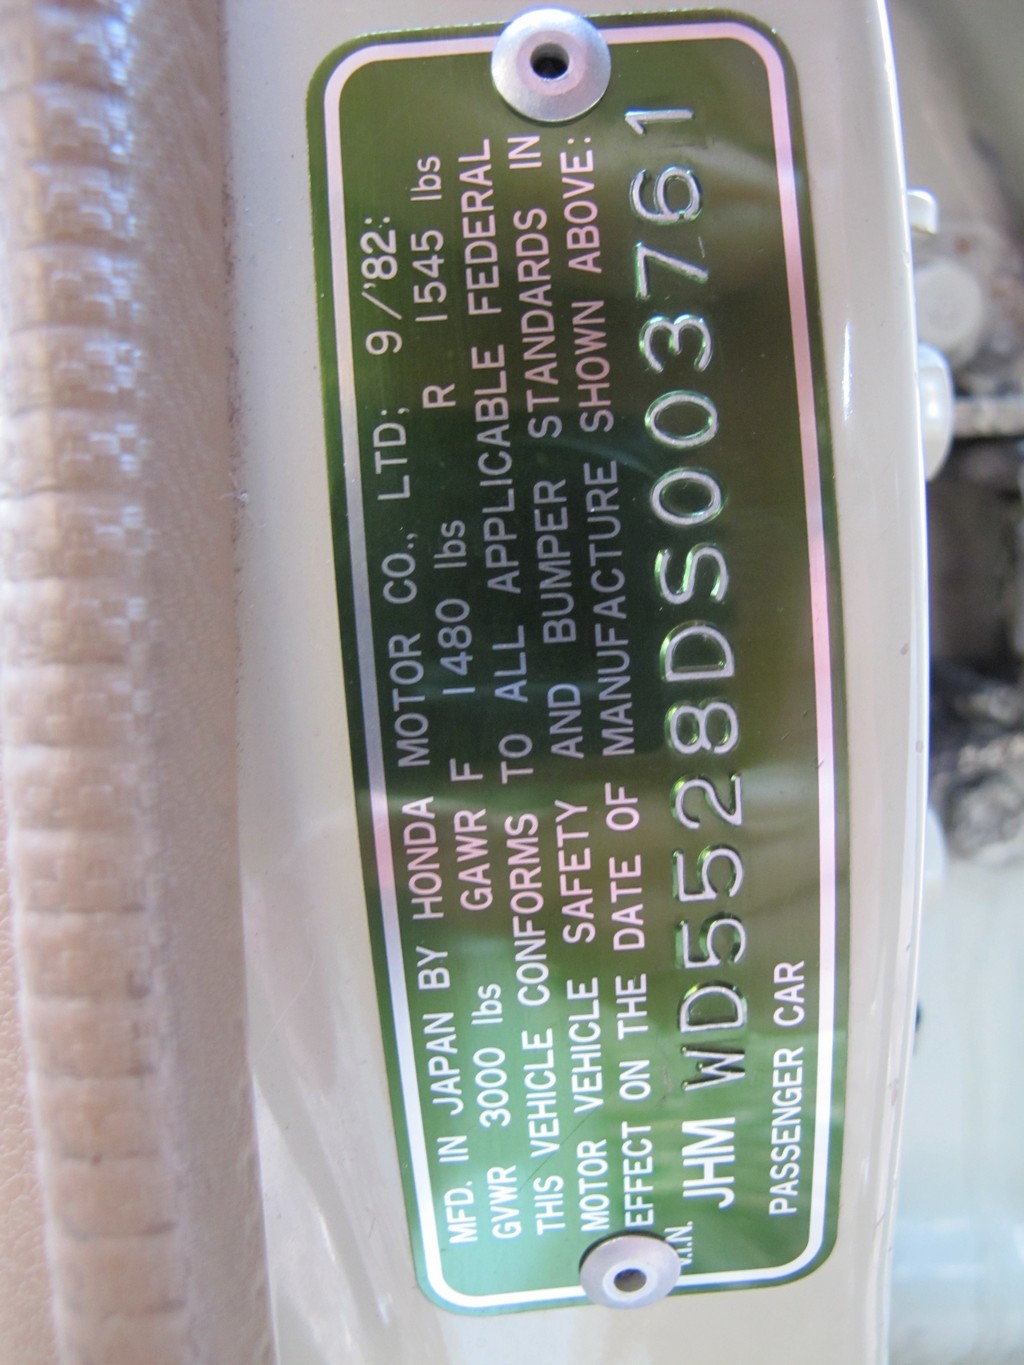 MFD. IN JAPAN BY HONDA MOTOR CO., LTD; 9/'82:
GVWR 3000 lbs GAWR F 1480 lbs R 1545 lbs
THIS VEHICLE CONFORMS TO ALL APPLICABLE FEDERAL
MOTOR VEHICLE SAFETY AND BUMPER STANDARDS IN
EFFECT ON THE DATE OF MANUFACTURE SHOWN ABOVE:
V.I.N. JHM WD5528DS003761
PASSENGER CAR